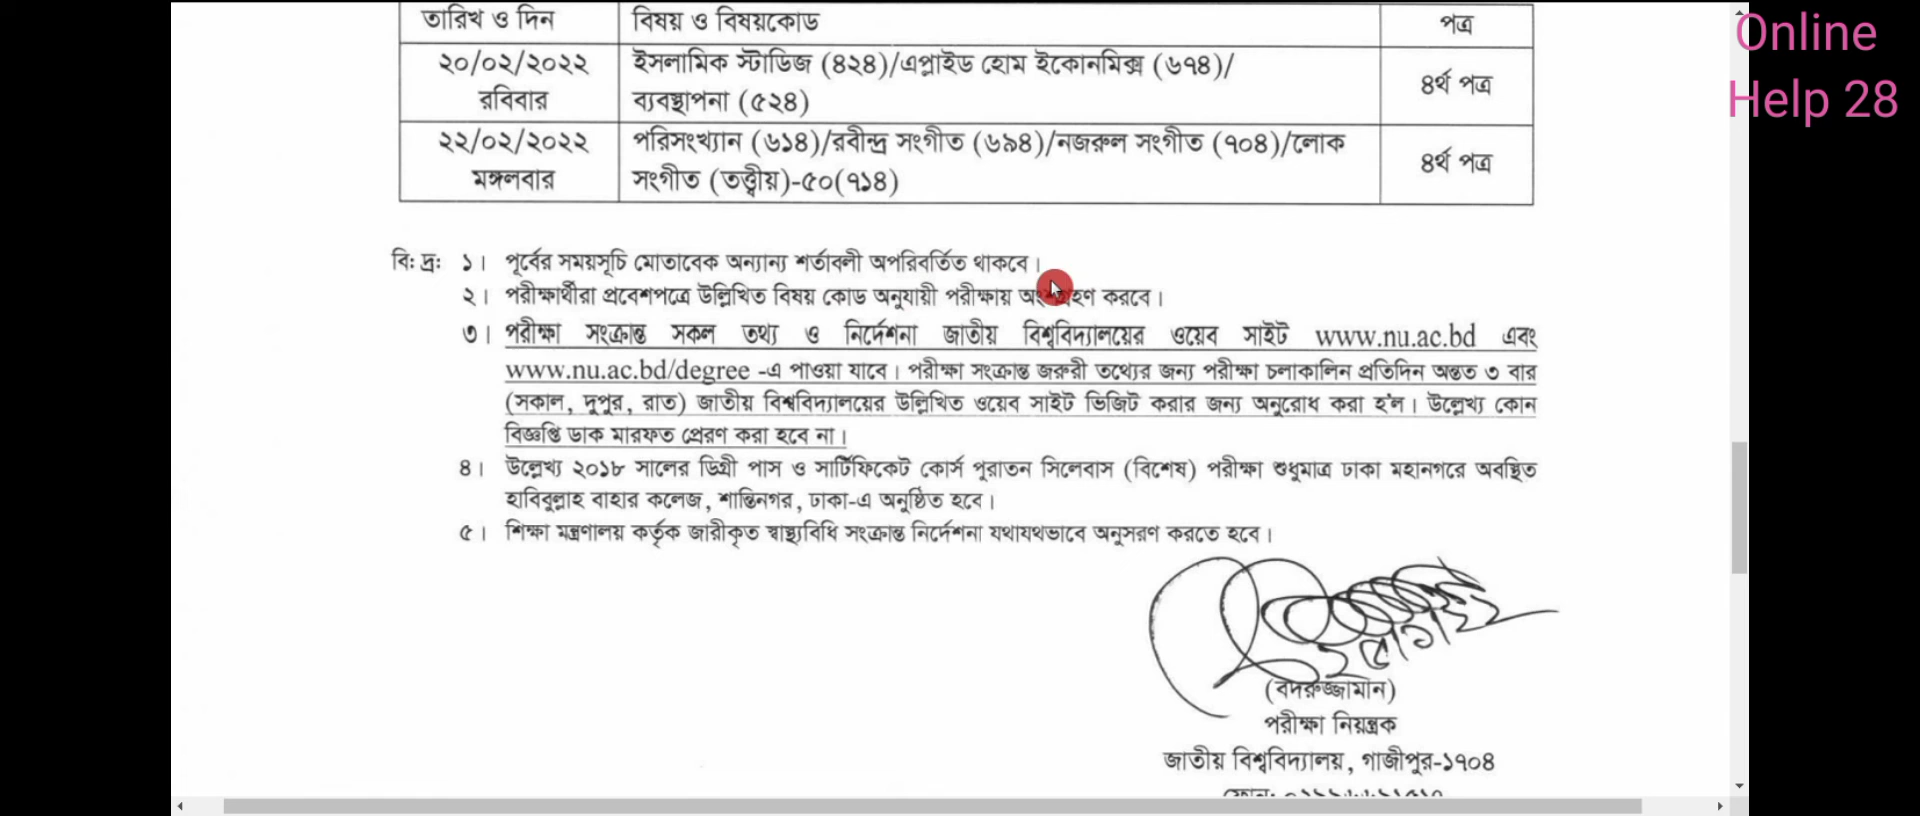 তারিখ ও দিন বিষয় ও বিষয়কোড পত্র
২০/০২/২০২২ ইসলামিক স্টাডিজ (৪২৪)/এপ্লাইড হোম ইকোনমিক্স (৬৭৪)/ ৪র্থ পত্র
রবিবার ব্যবস্থাপনা (৫২৪)
২২/০২/২০২২ পরিসংখ্যান (৬১৪)/রবীন্দ্র সংগীত (৬৯৪)/নজরুল সংগীত (৭০৪)/লোক ৪র্থ পত্র
মঙ্গলবার সংগীত (তত্ত্বীয়)-৫০(৭১৪)
বি: দ্র: ১। পূর্বের সময়সূচি মোতাবেক অন্যান্য শর্তাবলী অপরিবর্তিত থাকবে।
২। পরীক্ষার্থীরা প্রবেশপত্রে উল্লিখিত বিষয় কোড অনুযায়ী পরীক্ষায় অংশগ্রহণ করবে।
৩। পরীক্ষা সংক্রান্ত সকল তথ্য ও নির্দেশনা জাতীয় বিশ্ববিদ্যালয়ের ওয়েব সাইট www.nu.ac.bd এবং
www.nu.ac.bd/degree -এ পাওয়া যাবে। পরীক্ষা সংক্রান্ত জরুরী তথ্যের জন্য পরীক্ষা চলাকালিন প্রতিদিন অন্তত ৩ বার
(সকাল, দুপুর, রাত) জাতীয় বিশ্ববিদ্যালয়ের উল্লিখিত ওয়েব সাইট ভিজিট করার জন্য অনুরোধ করা হ'ল। উল্লেখ্য কোন
বিজ্ঞপ্তি ডাক মারফত প্রেরণ করা হবে না।
৪। উল্লেখ্য ২০১৮ সালের ডিগ্রী পাস ও সার্টিফিকেট কোর্স পুরাতন সিলেবাস (বিশেষ) পরীক্ষা শুধুমাত্র ঢাকা মহানগরে অবস্থিত
হাবিবুল্লাহ বাহার কলেজ, শান্তিনগর, ঢাকা-এ অনুষ্ঠিত হবে।
৫। শিক্ষা মন্ত্রণালয় কর্তৃক জারীকৃত স্বাস্থ্যবিধি সংক্রান্ত নির্দেশনা যথাযথভাবে অনুসরণ করতে হবে।
(বদরুজ্জামান)
পরীক্ষা নিয়ন্ত্রক
জাতীয় বিশ্ববিদ্যালয়, গাজীপুর-১৭০৪
ফোন:
Online
Help 28